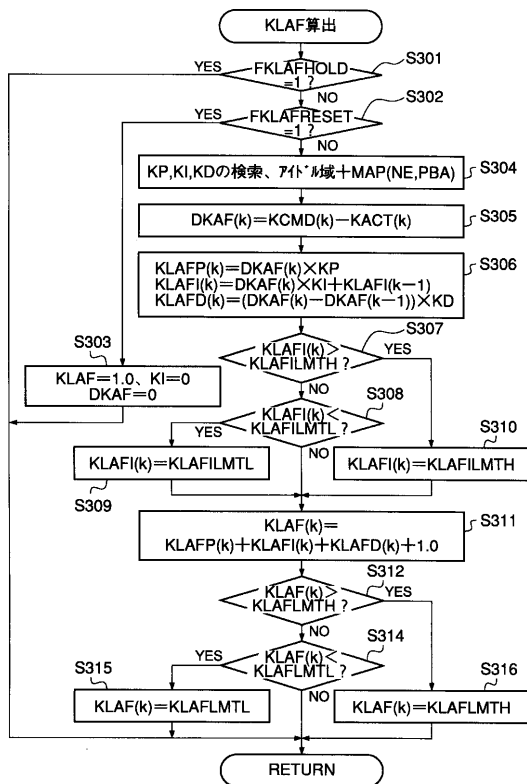 KLAF算出
FKLAFHOLD
=1 ?
YES
S301
NO
FKLAFRESET
=1 ?
YES
S302
NO
KP,KI,KDの検索、アイドル域+MAP(NE,PBA)
S304
DKAF(k)=KCMD(k)−KACT(k)
S305
KLAFP(k)=DKAF(k)×KP
KLAFI(k)=DKAF(k)×KI+KLAFI(k−1)
KLAFD(k)=(DKAF(k)−DKAF(k−1))×KD
S306
S303
KLAF=1.0、KI=0
DKAF=0
S307
KLAFI(k)>
KLAFILMTH ?
YES
NO
S308
KLAFI(k)<
KLAFILMTL ?
YES
NO
KLAFI(k)=KLAFILMTL
S309
S310
KLAFI(k)=KLAFILMTH
KLAF(k)=
KLAFP(k)+KLAFI(k)+KLAFD(k)+1.0
S311
S312
KLAF(k)>
KLAFLMTH ?
YES
NO
S314
KLAF(k)<
KLAFLMTL ?
YES
NO
S315
KLAF(k)=KLAFLMTL
S316
KLAF(k)=KLAFLMTH
RETURN